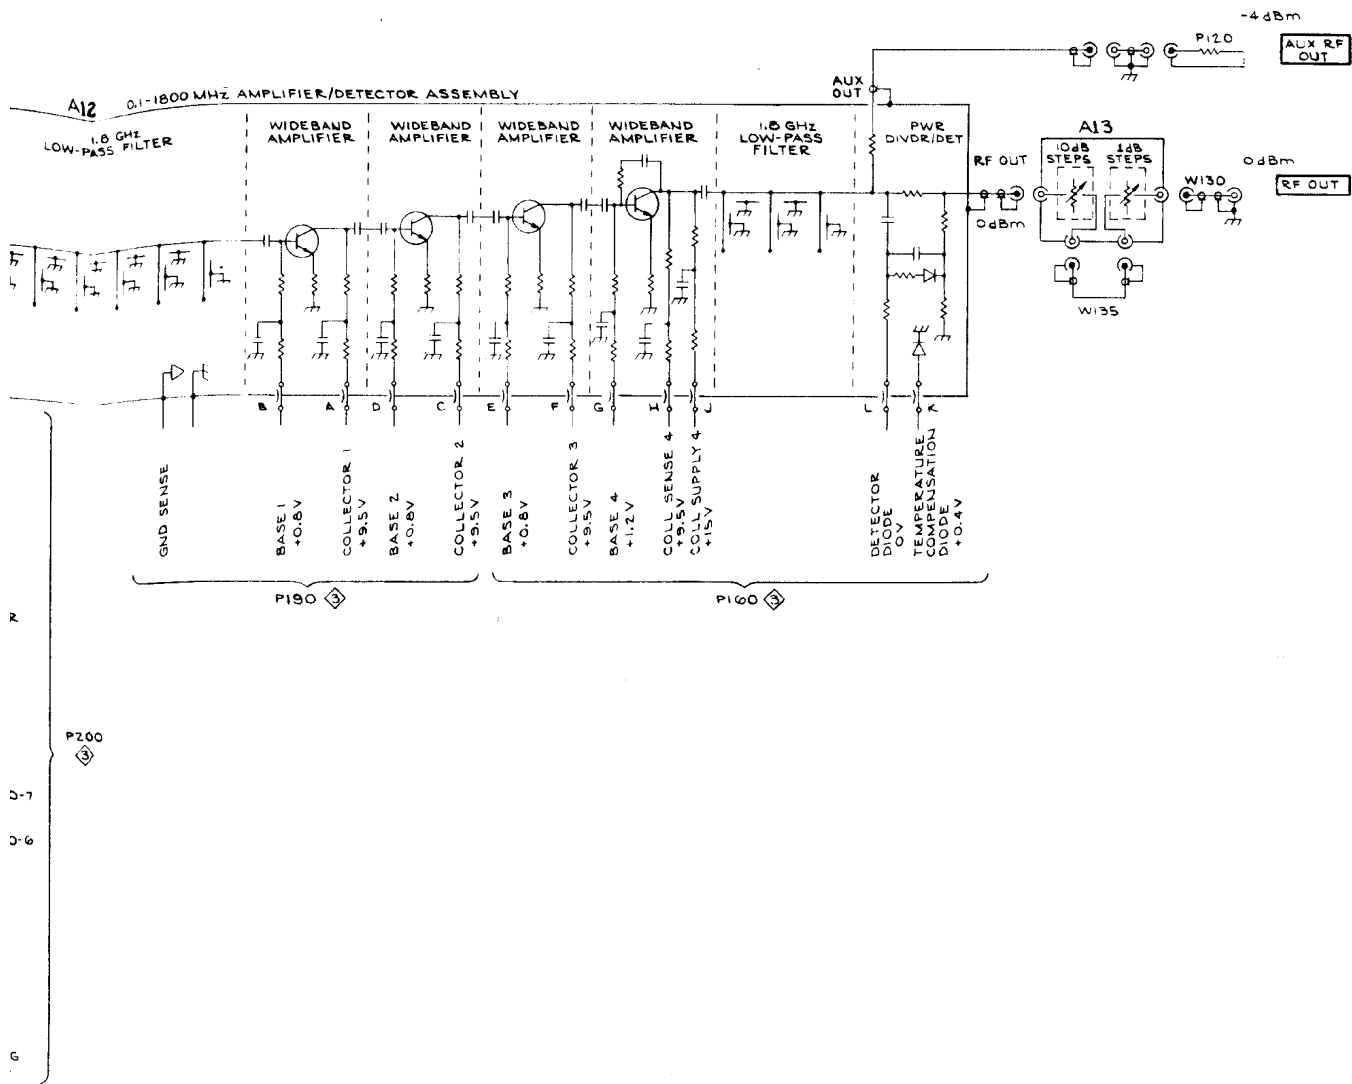 -4dBm
P120
AUX RF
OUT
A12 0.1-1800 MHZ AMPLIFIER/DETECTOR ASSEMBLY
AUX
OUT
1.8 GHZ
LOW-PASS FILTER
WIDEBAND
AMPLIFIER
WIDEBAND
AMPLIFIER
WIDEBAND
AMPLIFIER
WIDEBAND
AMPLIFIER
1.8 GHZ
LOW-PASS
FILTER
PWR
DIVDR/DET
RF OUT
0dBm
A13
10dB
STEPS
1dB
STEPS
W130
0dBm
RF OUT
W135
B
A
D
C
E
F
G
H
J
L
K
GND SENSE
BASE 1
+0.8V
COLLECTOR 1
+9.5V
BASE 2
+0.8V
COLLECTOR 2
+9.5V
BASE 3
+0.8V
COLLECTOR 3
+9.5V
BASE 4
+1.2V
COLL SENSE 4
+9.5V
COLL SUPPLY 4
+15V
DETECTOR
DIODE
0V
TEMPERATURE
COMPENSATION
DIODE
+0.4V
P190 3
P160 3
R
P200
3
D-7
D-6
G